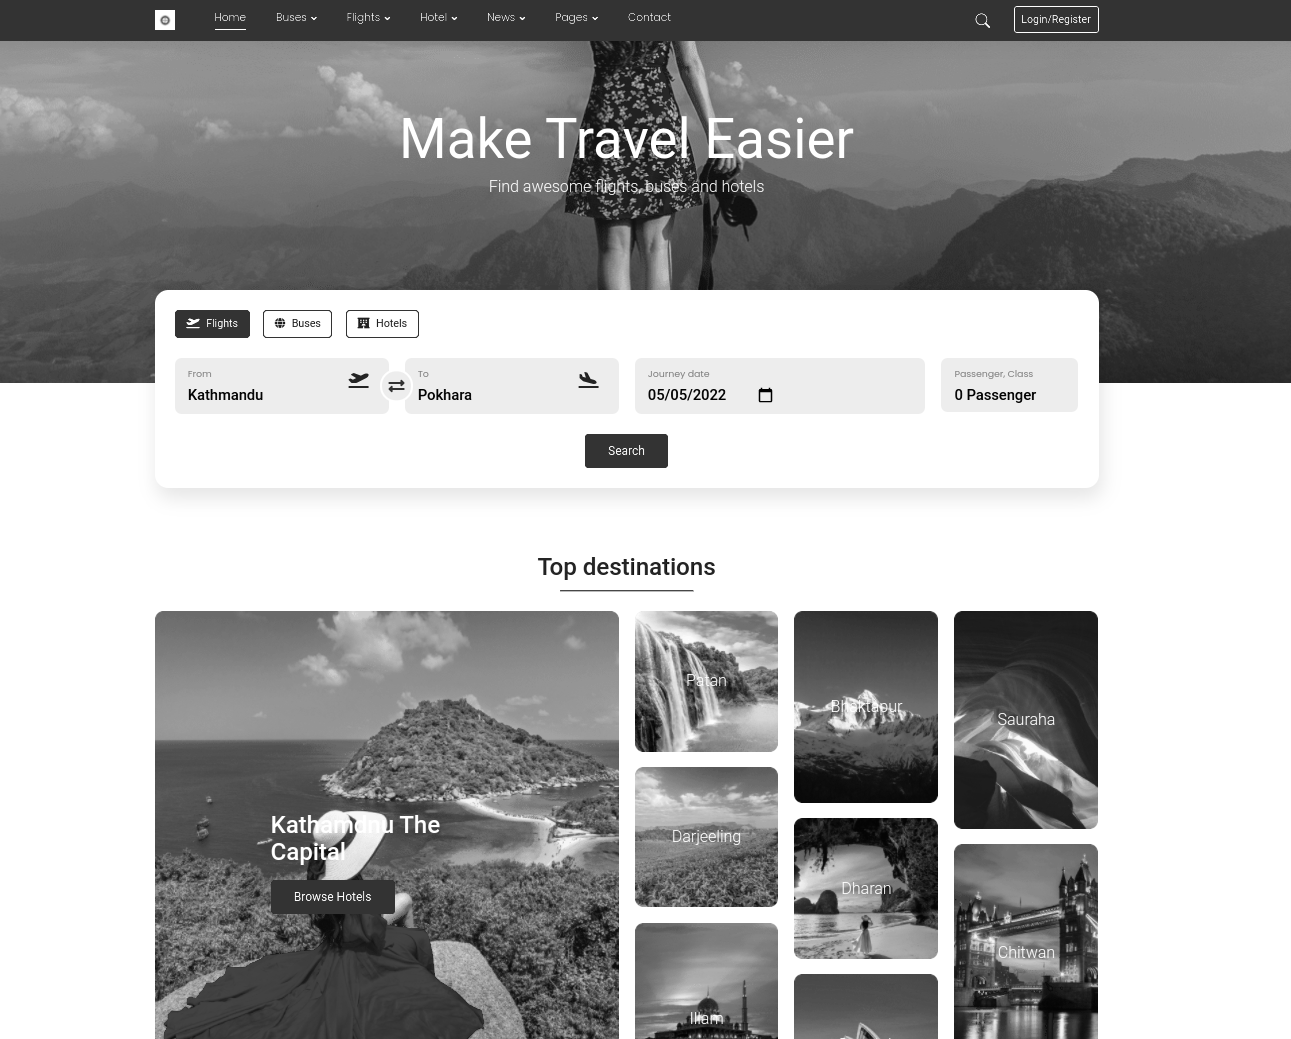 Home Buses Flights Hotel News Pages Contact Login/Register
Make Travel Easier
Find awesome flights, buses and hotels
Flights Buses Hotels
From To Journey date Passenger, Class
Kathmandu Pokhara 05/05/2022 0 Passenger
Search
Top destinations
Patan
Bhaktapur
Sauraha
Kathamdnu The
Capital
Browse Hotels
Darjeeling
Dharan
Chitwan
Illam